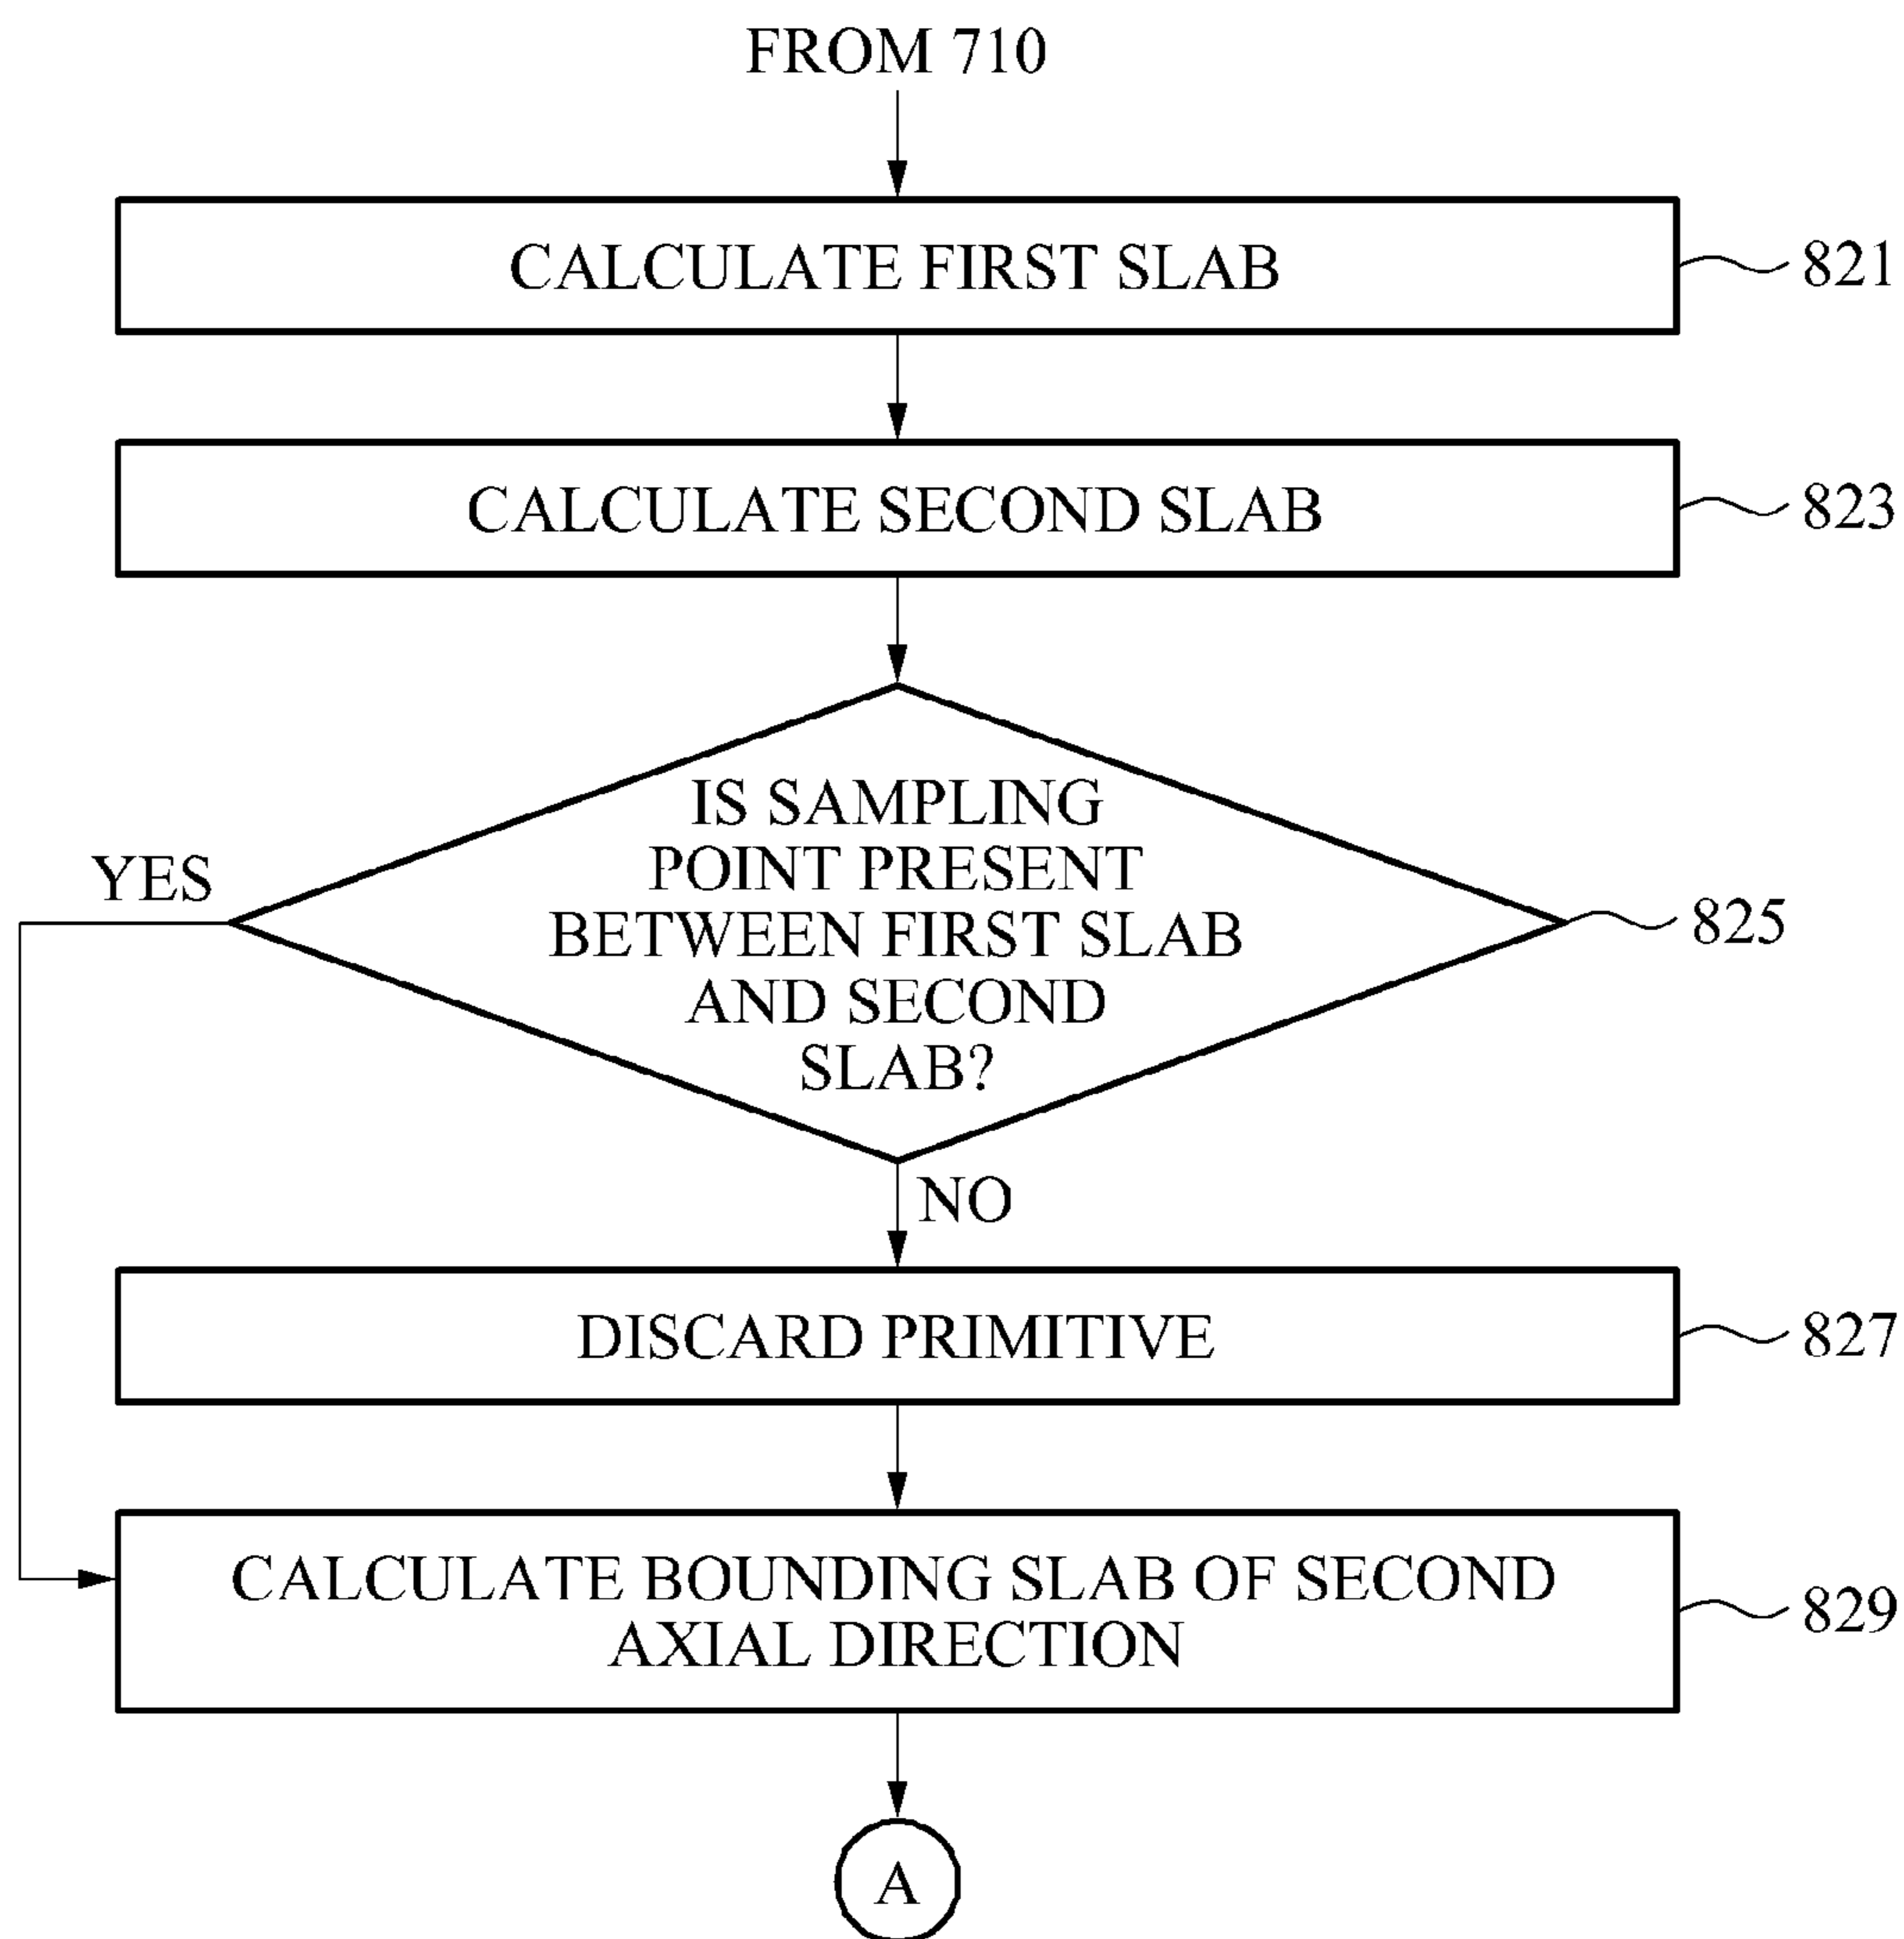 FROM 710
CALCULATE FIRST SLAB
821
CALCULATE SECOND SLAB
823
IS SAMPLING
POINT PRESENT
BETWEEN FIRST SLAB
AND SECOND
SLAB?
YES
825
NO
DISCARD PRIMITIVE
827
CALCULATE BOUNDING SLAB OF SECOND
AXIAL DIRECTION
829
A